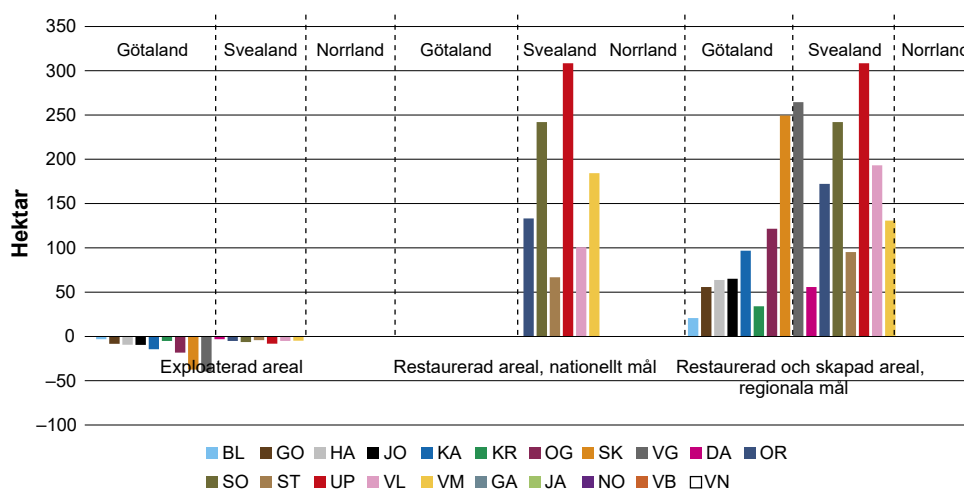 350
300
250
200
150
100
50
0
–50
–100
Hektar
Götaland Svealand Norrland Götaland Svealand Norrland Götaland Svealand Norrland
Exploaterad areal
Restaurerad areal, nationellt mål
Restaurerad och skapad areal,
regionala mål
BL GO HA JO KA KR OG SK VG DA OR
SO ST UP VL VM GA JA NO VB VN